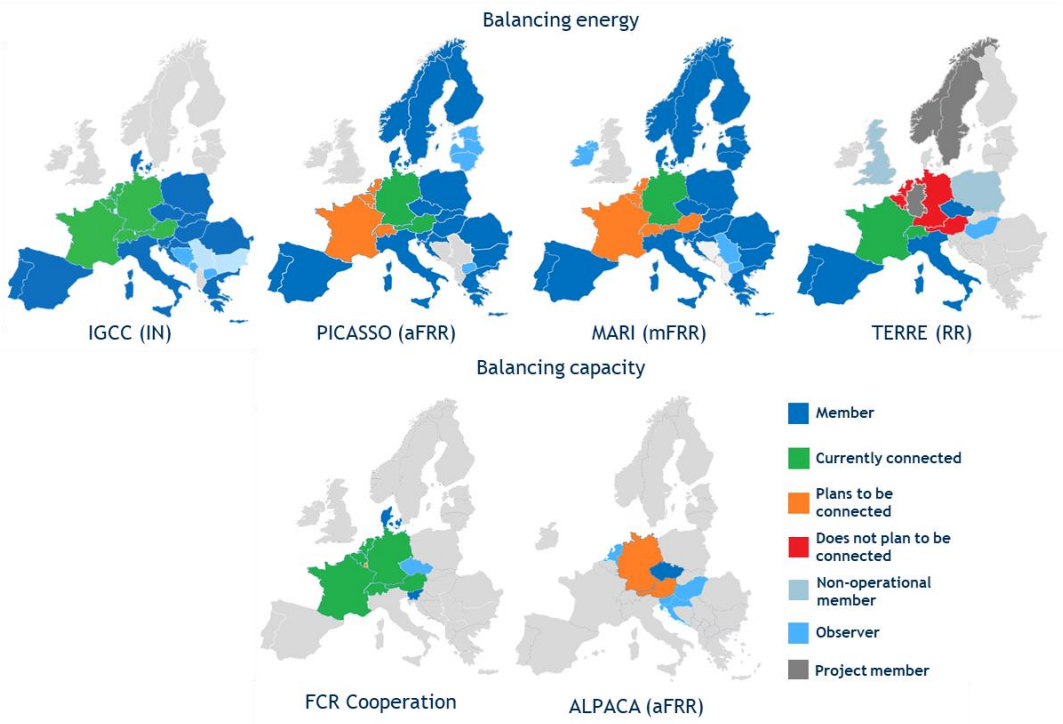 Balancing energy
IGCC (IN)
PICASSO (aFRR)
MARI (mFRR)
TERRE (RR)
Balancing capacity
Member
Currently connected
Plans to be
connected
Does not plan to be
connected
Non-operational
member
Observer
Project member
FCR Cooperation
ALPACA (aFRR)